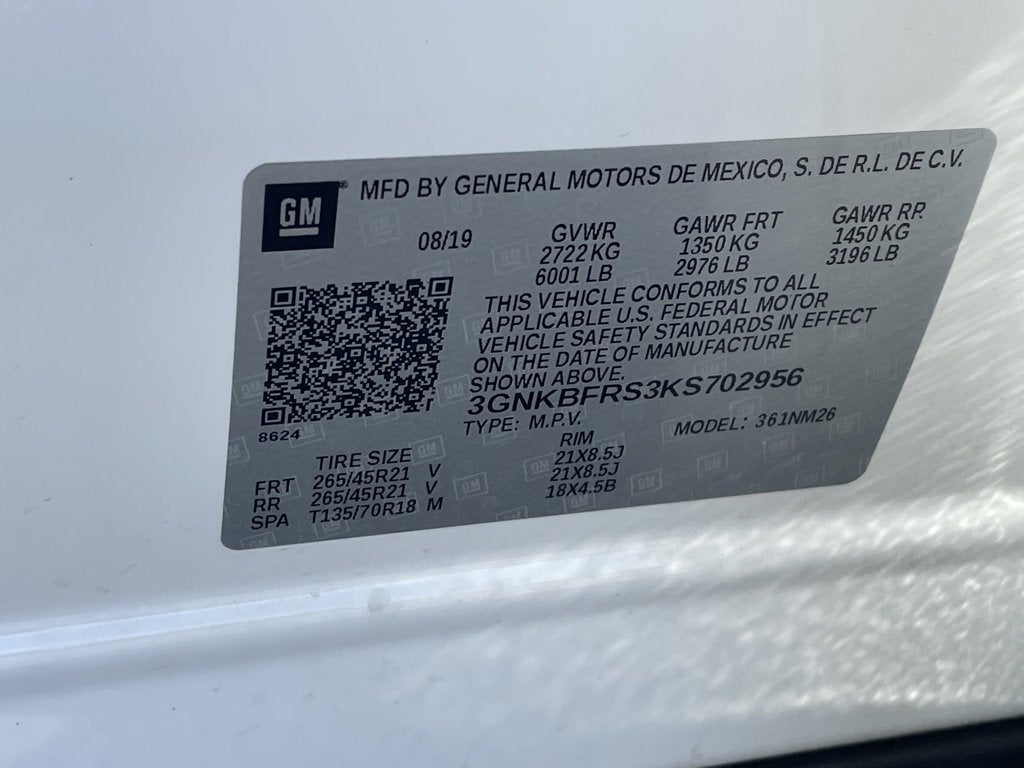 GM® MFD BY GENERAL MOTORS DE MEXICO, S. DE R.L. DE C.V.
08/19 GVWR GAWR FRT GAWR RR
2722 KG 1350 KG 1450 KG
6001 LB 2976 LB 3196 LB
THIS VEHICLE CONFORMS TO ALL
APPLICABLE U.S. FEDERAL MOTOR
VEHICLE SAFETY STANDARDS IN EFFECT
ON THE DATE OF MANUFACTURE
SHOWN ABOVE.
3GNKBFRS3KS702956
8624 TYPE: M.P.V. MODEL: 361NM26
TIRE SIZE RIM
FRT 265/45R21 V 21X8.5J
RR 265/45R21 V 21X8.5J
SPA T135/70R18 M 18X4.5B